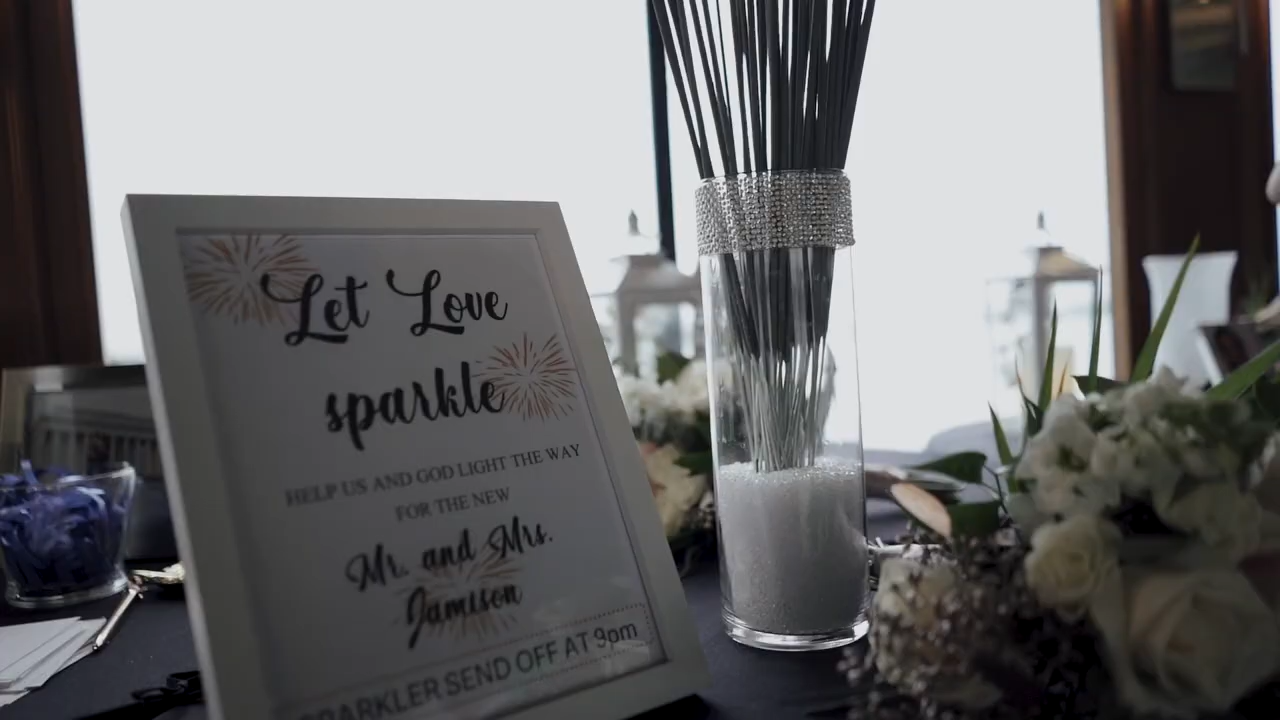 Let Love
sparkle
HELP US AND GOD LIGHT THE WAY
FOR THE NEW
Mr. and Mrs.
Jamison
SPARKLER SEND OFF AT 9pm